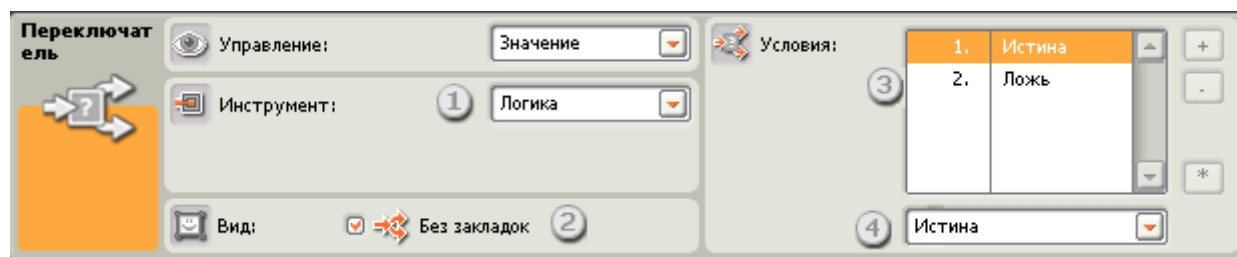 Переключат
ель
Управление:
Значение
Инструмент:
1
Логика
Вид:
Без закладок
2
Условия:
3
1. Истина
2. Ложь
+
-
*
4
Истина